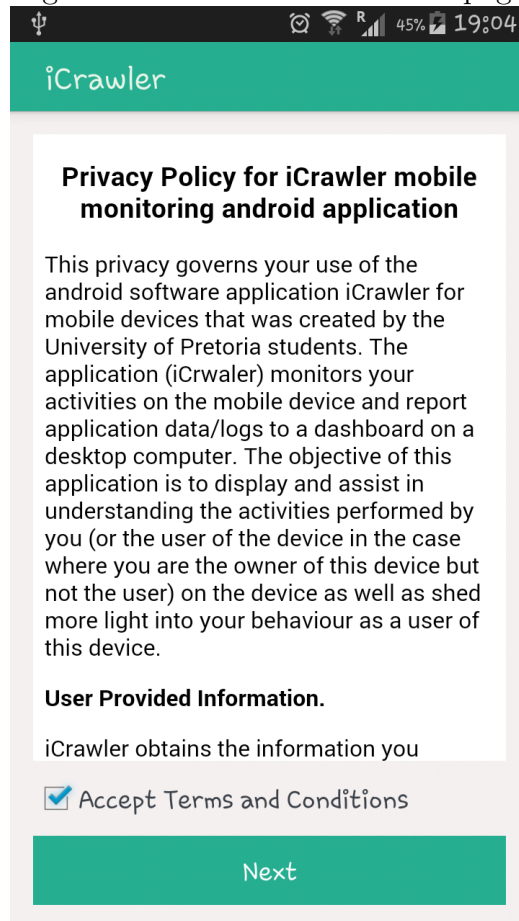 R 45% 19:04
iCrawler
Privacy Policy for iCrawler mobile
monitoring android application
This privacy governs your use of the
android software application iCrawler for
mobile devices that was created by the
University of Pretoria students. The
application (iCrwaler) monitors your
activities on the mobile device and report
application data/logs to a dashboard on a
desktop computer. The objective of this
application is to display and assist in
understanding the activities performed by
you (or the user of the device in the case
where you are the owner of this device but
not the user) on the device as well as shed
more light into your behaviour as a user of
this device.
User Provided Information.
iCrawler obtains the information you
Accept Terms and Conditions
Next